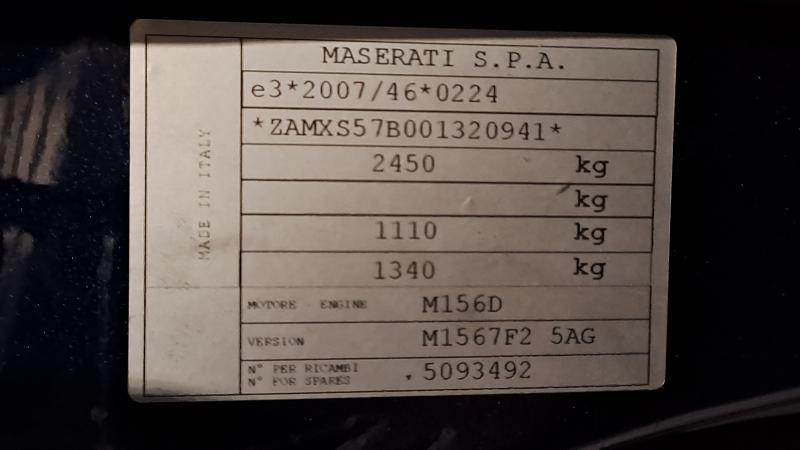 MADE IN ITALY
MASERATI S.P.A.
e3*2007/46*0224
*ZAMXS57B001320941*
2450 kg
kg
1110 kg
1340 kg
MOTORE - ENGINE M156D
VERSION M1567F2 5AG
N° PER RICAMBI
N° FOR SPARES .5093492